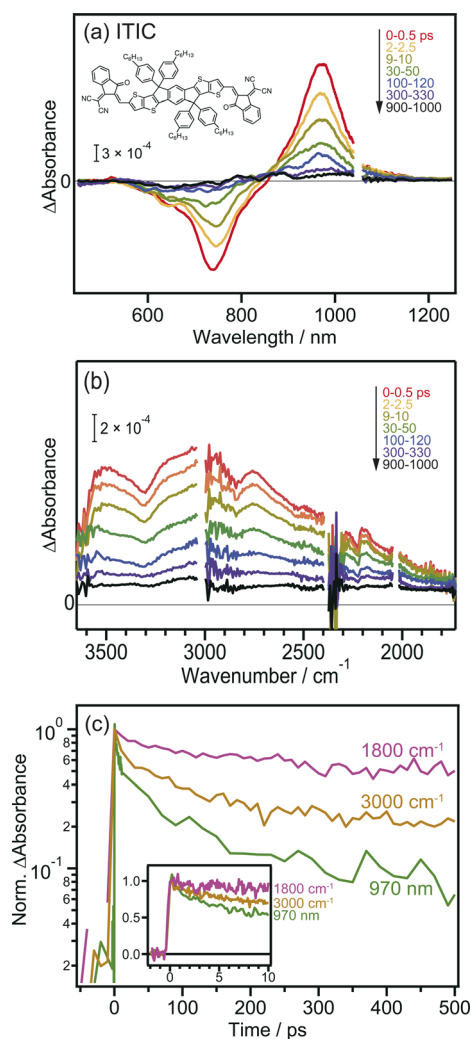 (a) ITIC
C₆H₁₃
C₆H₁₃
O
S
S
NC
CN
NC
CN
S
S
O
C₆H₁₃
C₆H₁₃
0-0.5 ps
2-2.5
9-10
30-50
100-120
300-330
900-1000
3 × 10⁻⁴
ΔAbsorbance
0
600
800
1000
1200
Wavelength / nm
(b)
2 × 10⁻⁴
0-0.5 ps
2-2.5
9-10
30-50
100-120
300-330
900-1000
ΔAbsorbance
0
3500
3000
2500
2000
Wavenumber / cm⁻¹
(c)
Norm. ΔAbsorbance
10⁰
8
6
4
2
10⁻¹
8
6
4
2
1800 cm⁻¹
3000 cm⁻¹
970 nm
1.0
0.5
0.0
1800 cm⁻¹
3000 cm⁻¹
970 nm
0
5
10
0
100
200
300
400
500
Time / ps